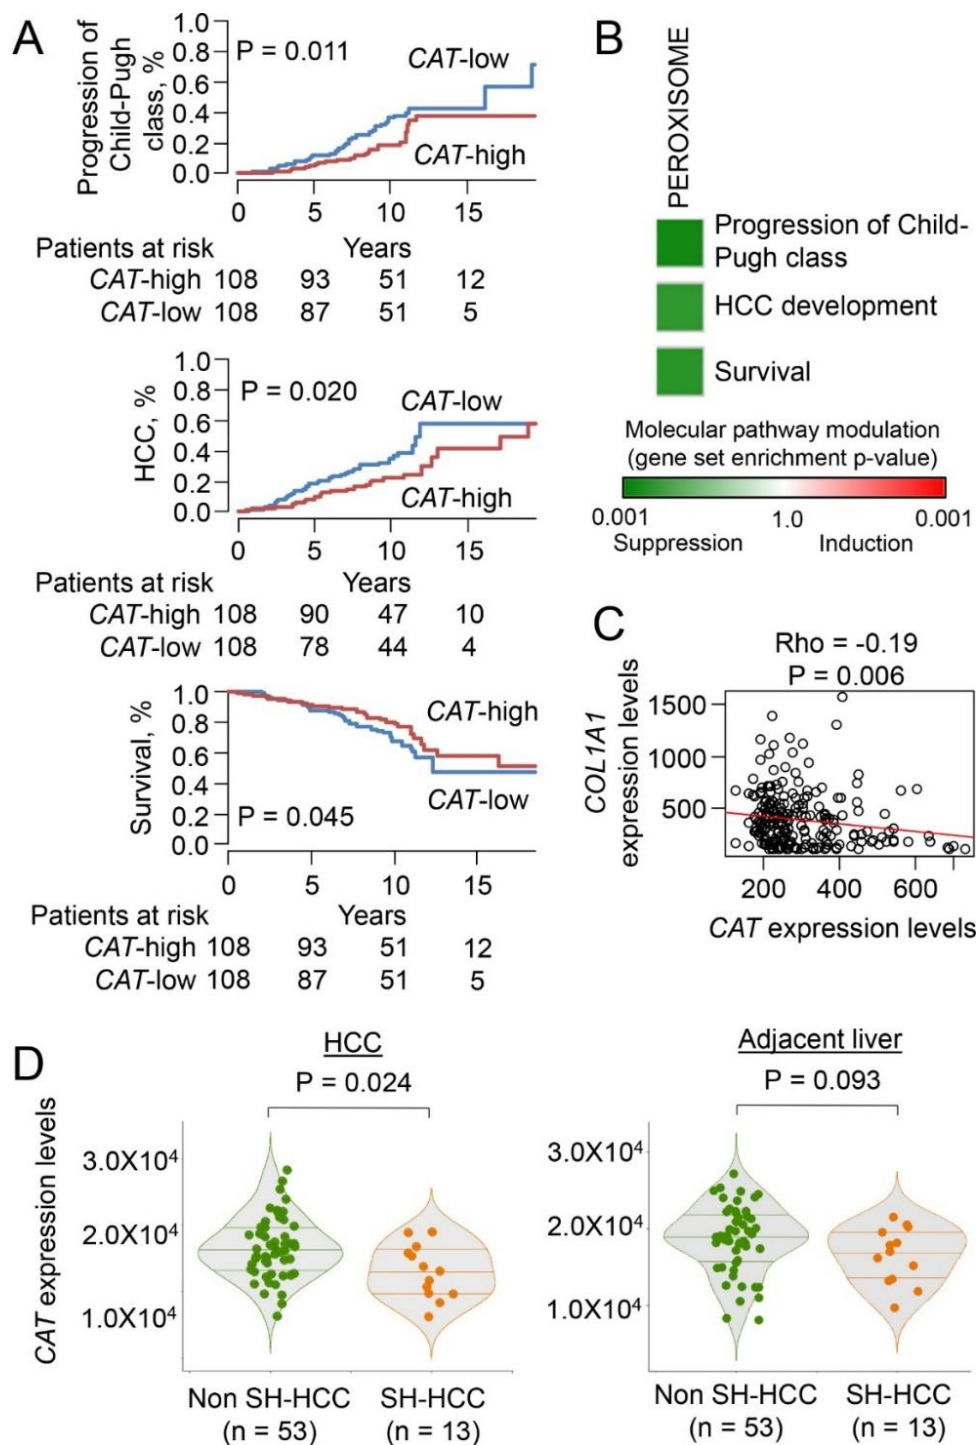 A
Progression of
Child-Pugh
class, %
1.0
0.8
0.6
0.4
0.2
0.0
P = 0.011
CAT-low
CAT-high
0 5 10 15
Patients at risk Years
CAT-high 108 93 51 12
CAT-low 108 87 51 5
HCC, %
1.0
0.8
0.6
0.4
0.2
0.0
P = 0.020
CAT-low
CAT-high
0 5 10 15
Patients at risk Years
CAT-high 108 90 47 10
CAT-low 108 78 44 4
Survival, %
1.0
0.8
0.6
0.4
0.2
0.0
CAT-high
CAT-low
P = 0.045
0 5 10 15
Patients at risk Years
CAT-high 108 93 51 12
CAT-low 108 87 51 5
B
PEROXISOME
Progression of Child-
Pugh class
HCC development
Survival
Molecular pathway modulation
(gene set enrichment p-value)
0.001 1.0 0.001
Suppression Induction
C
Rho = -0.19
P = 0.006
COL1A1
expression levels
1500
1000
500
200 400 600
CAT expression levels
D
CAT expression levels
HCC
P = 0.024
3.0X10⁴
2.0X10⁴
1.0X10⁴
Non SH-HCC SH-HCC
(n = 53) (n = 13)
Adjacent liver
P = 0.093
3.0X10⁴
2.0X10⁴
1.0X10⁴
Non SH-HCC SH-HCC
(n = 53) (n = 13)